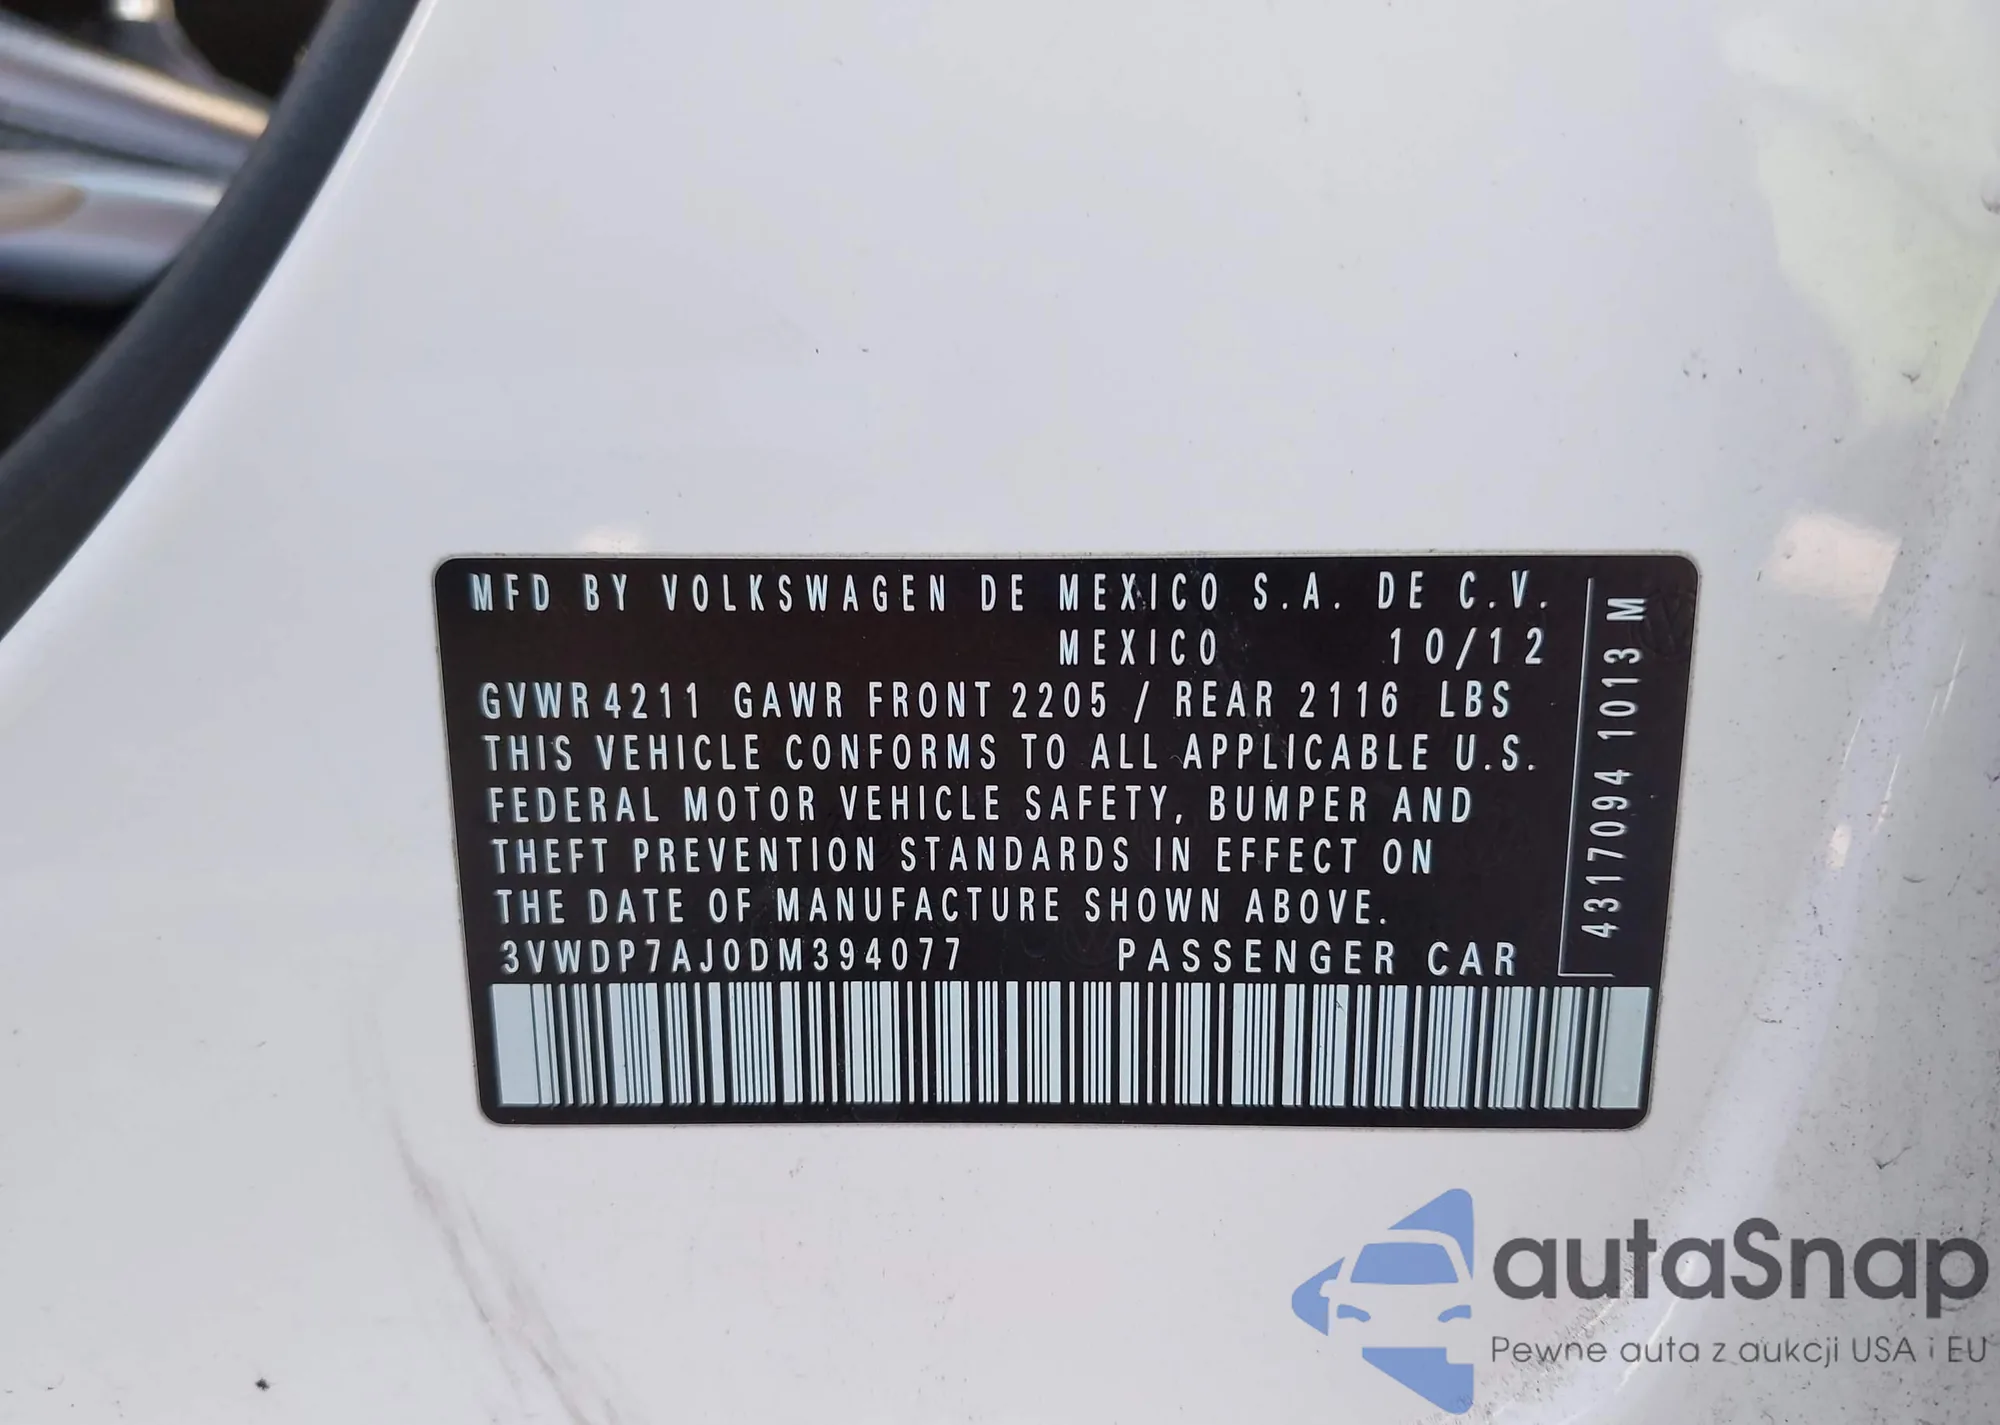 MFD BY VOLKSWAGEN DE MEXICO S.A. DE C.V.
MEXICO 10/12
GVWR 4211 GAWR FRONT 2205 / REAR 2116 LBS
THIS VEHICLE CONFORMS TO ALL APPLICABLE U.S.
FEDERAL MOTOR VEHICLE SAFETY, BUMPER AND
THEFT PREVENTION STANDARDS IN EFFECT ON
THE DATE OF MANUFACTURE SHOWN ABOVE.
3VWDP7AJ0DM394077 PASSENGER CAR
4317094 1013 M
autaSnap
Pewne auta z aukcji USA i EU